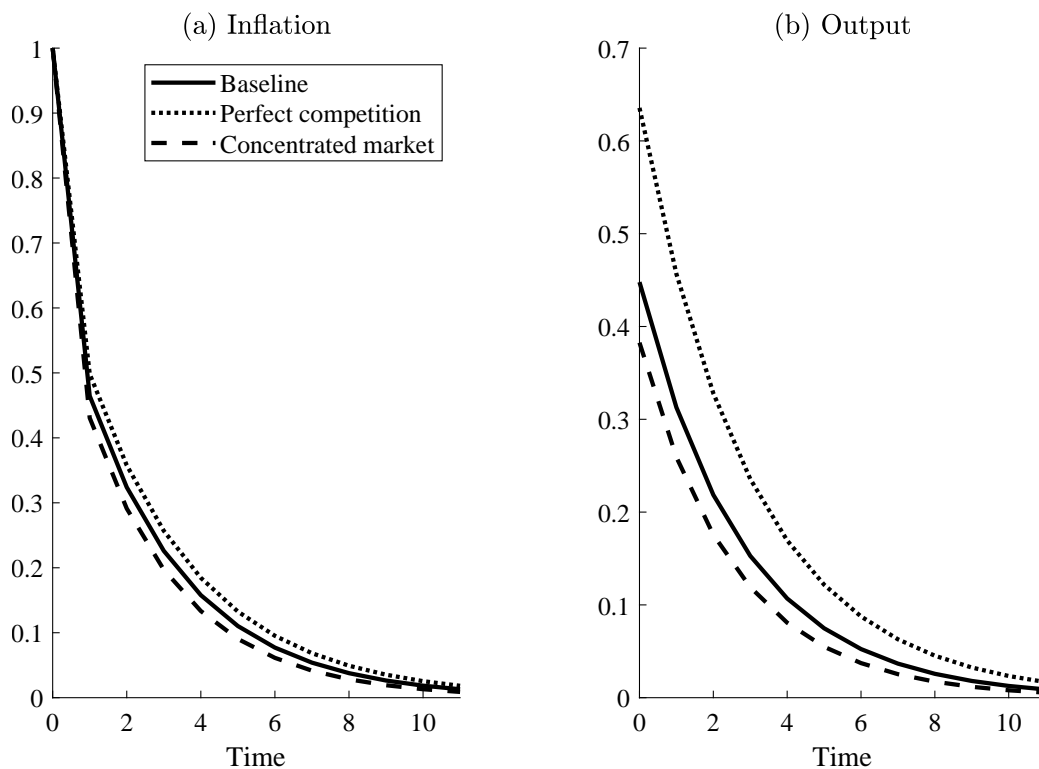 (a) Inflation
1
0.9
0.8
0.7
0.6
0.5
0.4
0.3
0.2
0.1
0
0 2 4 6 8 10
Time
Baseline
Perfect competition
Concentrated market
(b) Output
0.7
0.6
0.5
0.4
0.3
0.2
0.1
0
0 2 4 6 8 10
Time